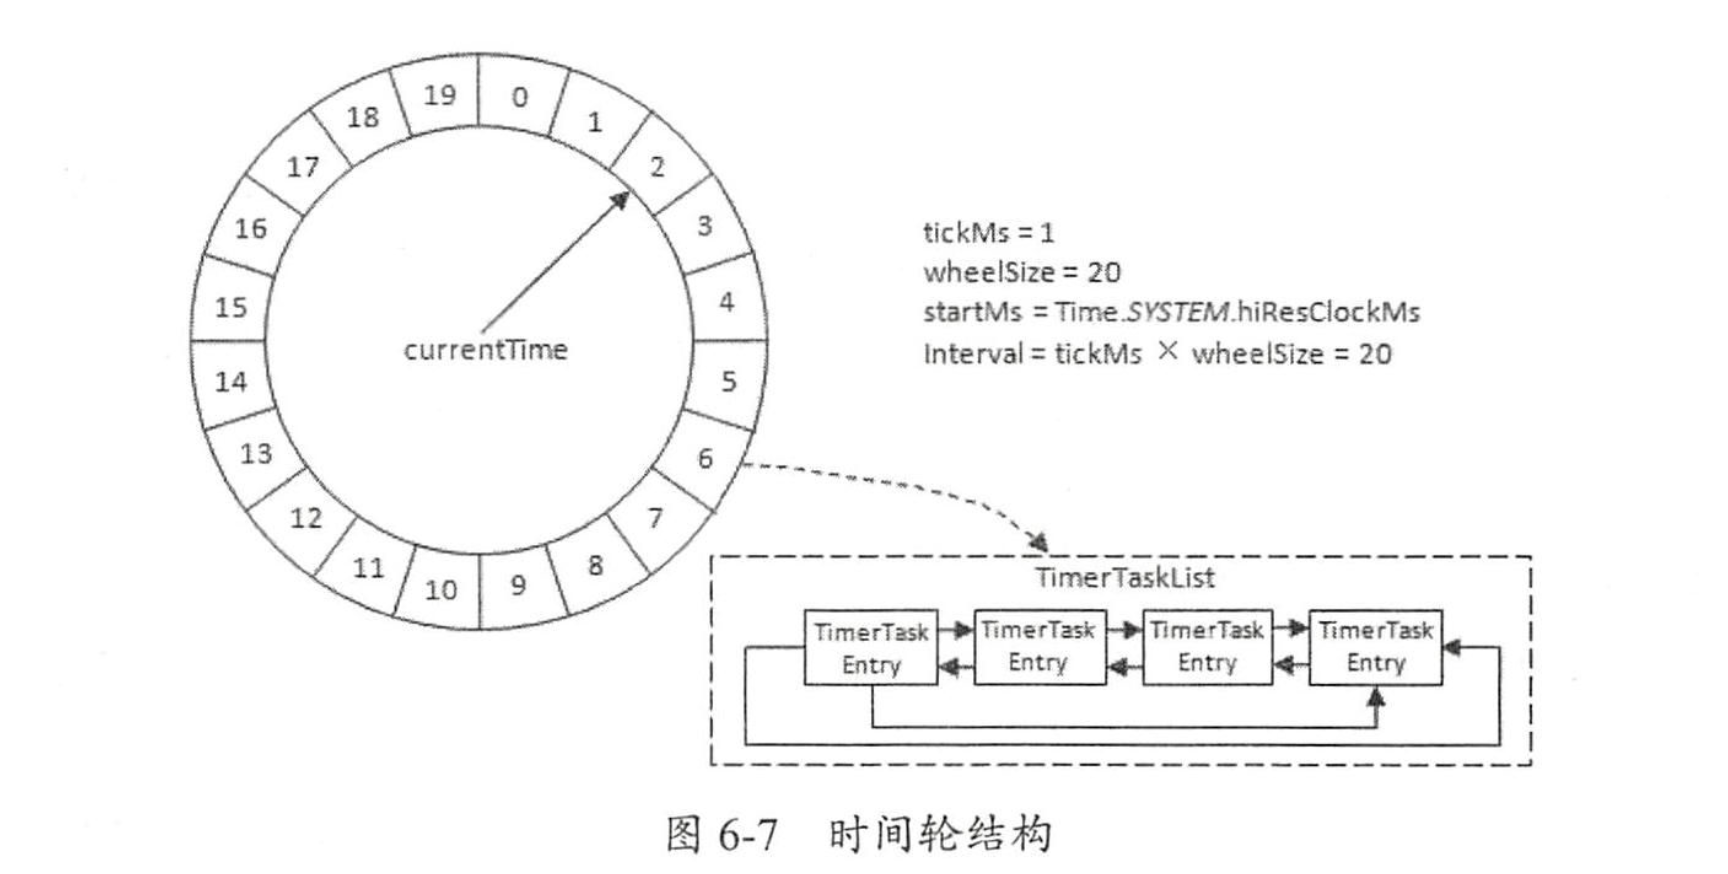 0
1
2
3
4
5
6
7
8
9
10
11
12
13
14
15
16
17
18
19
currentTime
tickMs = 1
wheelSize = 20
startMs = Time.SYSTEM.hiResClockMs
Interval = tickMs × wheelSize = 20
TimerTaskList
TimerTask
Entry
TimerTask
Entry
TimerTask
Entry
TimerTask
Entry
图 6-7 时间轮结构